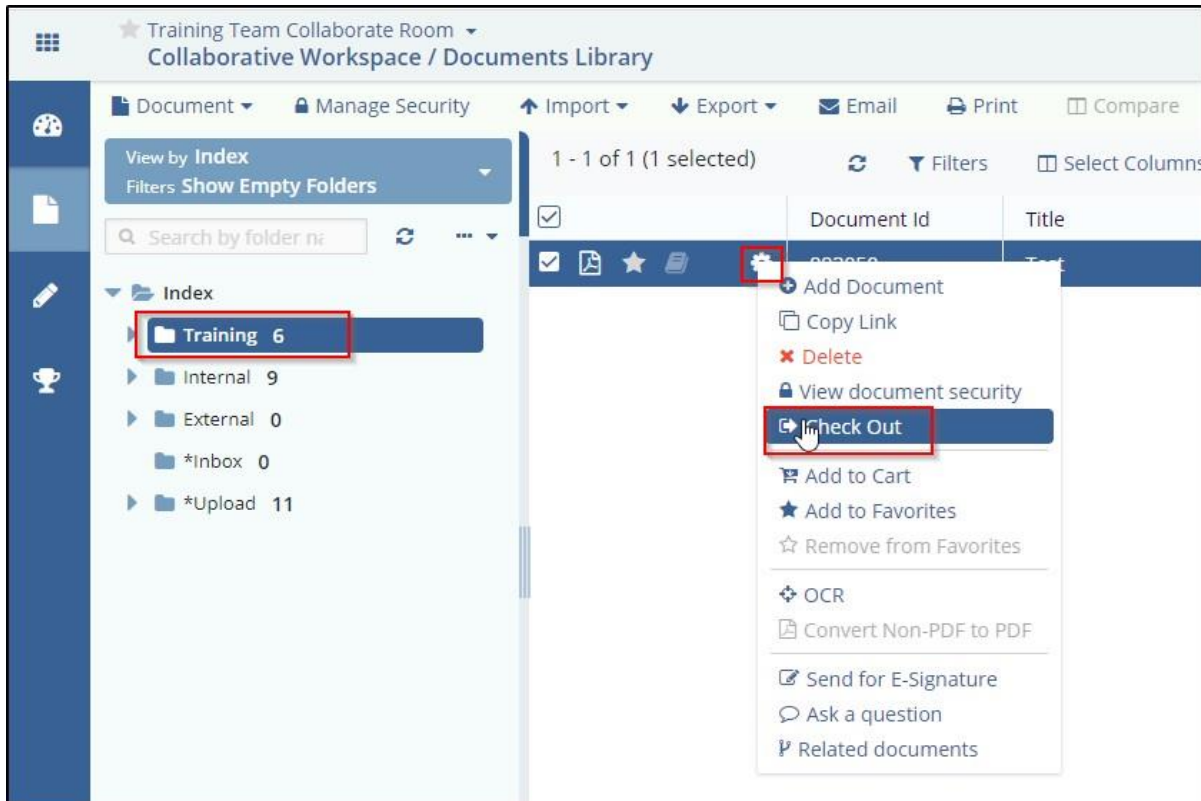 Training Team Collaborate Room
Collaborative Workspace / Documents Library
Document Manage Security Import Export Email Print Compare
View by Index
Filters Show Empty Folders
1 - 1 of 1 (1 selected) Filters Select Columns
Search by folder na
Document Id Title
Index
Training 6
Internal 9
External 0
*Inbox 0
*Upload 11
Add Document
Copy Link
Delete
View document security
Check Out
Add to Cart
Add to Favorites
Remove from Favorites
OCR
Convert Non-PDF to PDF
Send for E-Signature
Ask a question
Related documents